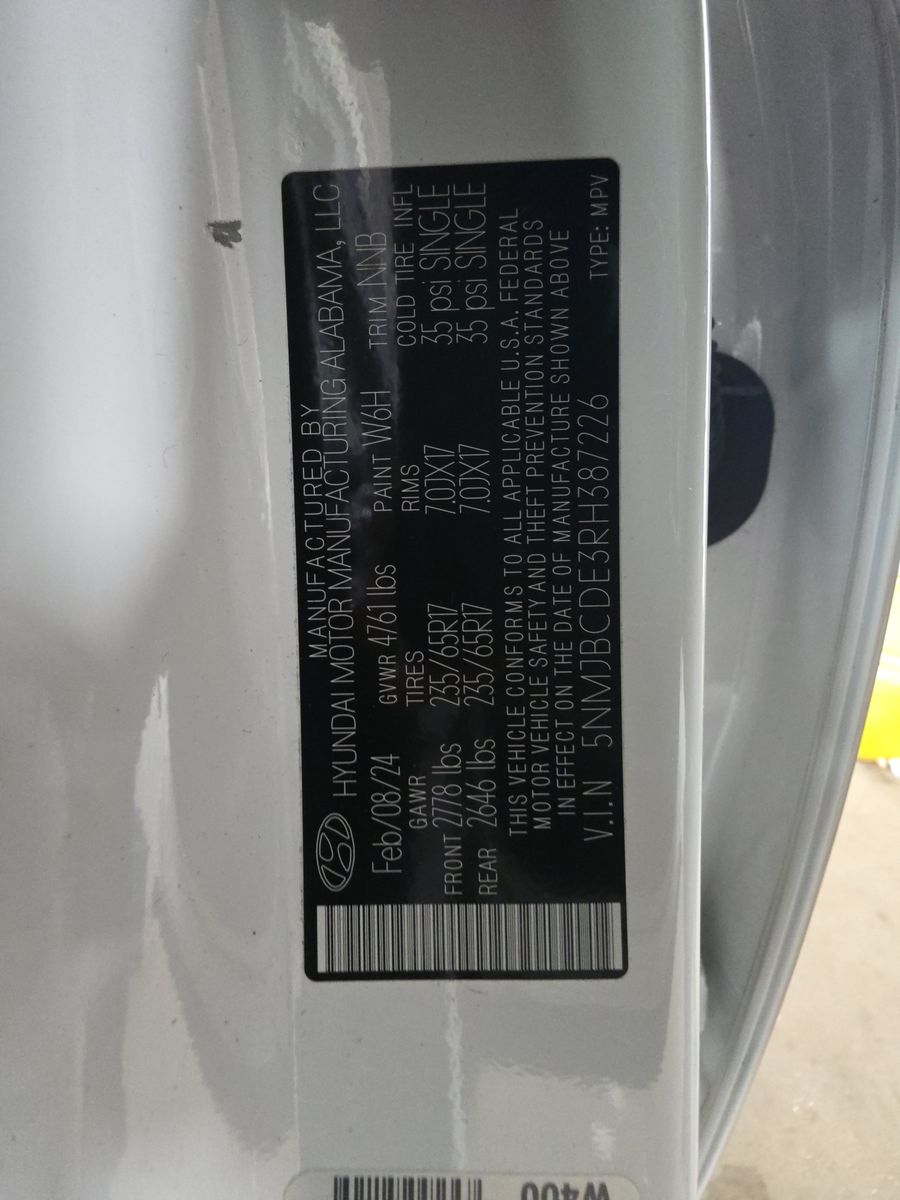 MANUFACTURED BY
HYUNDAI MOTOR MANUFACTURING ALABAMA, LLC
Feb/08/24 GVWR 4761 lbs PAINT W6H TRIM NNB
GAWR TIRES RIMS COLD TIRE INFL
FRONT 2778 lbs 235/65R17 7.0JX17 35 psi SINGLE
REAR 2646 lbs 235/65R17 7.0JX17 35 psi SINGLE
THIS VEHICLE CONFORMS TO ALL APPLICABLE U.S.A. FEDERAL
MOTOR VEHICLE SAFETY AND THEFT PREVENTION STANDARDS
IN EFFECT ON THE DATE OF MANUFACTURE SHOWN ABOVE
V.I.N 5NMJBCDE3RH387226 TYPE: MPV
W400